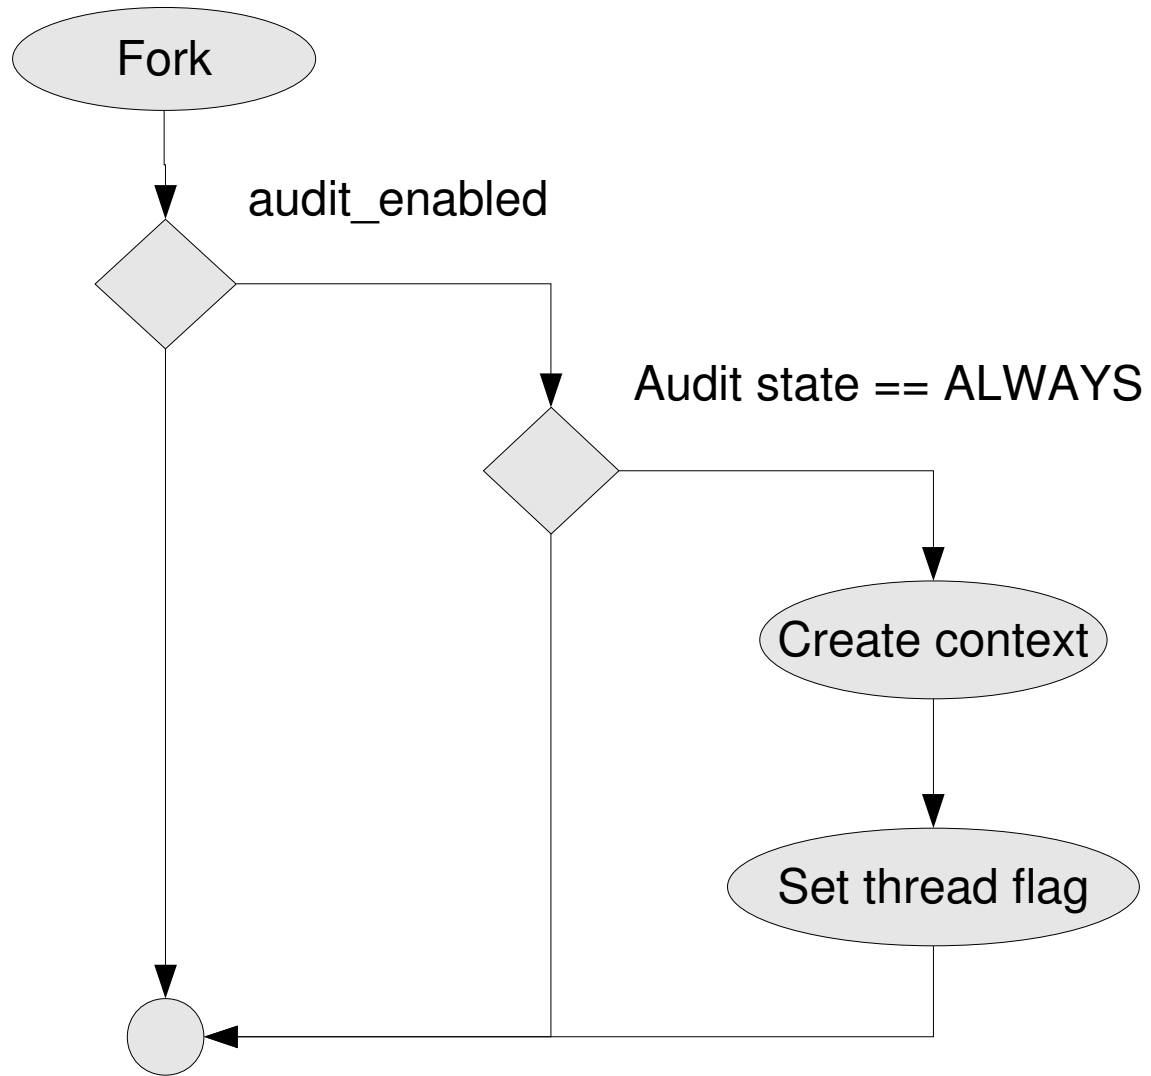 Fork
audit_enabled
Audit state == ALWAYS
Create context
Set thread flag